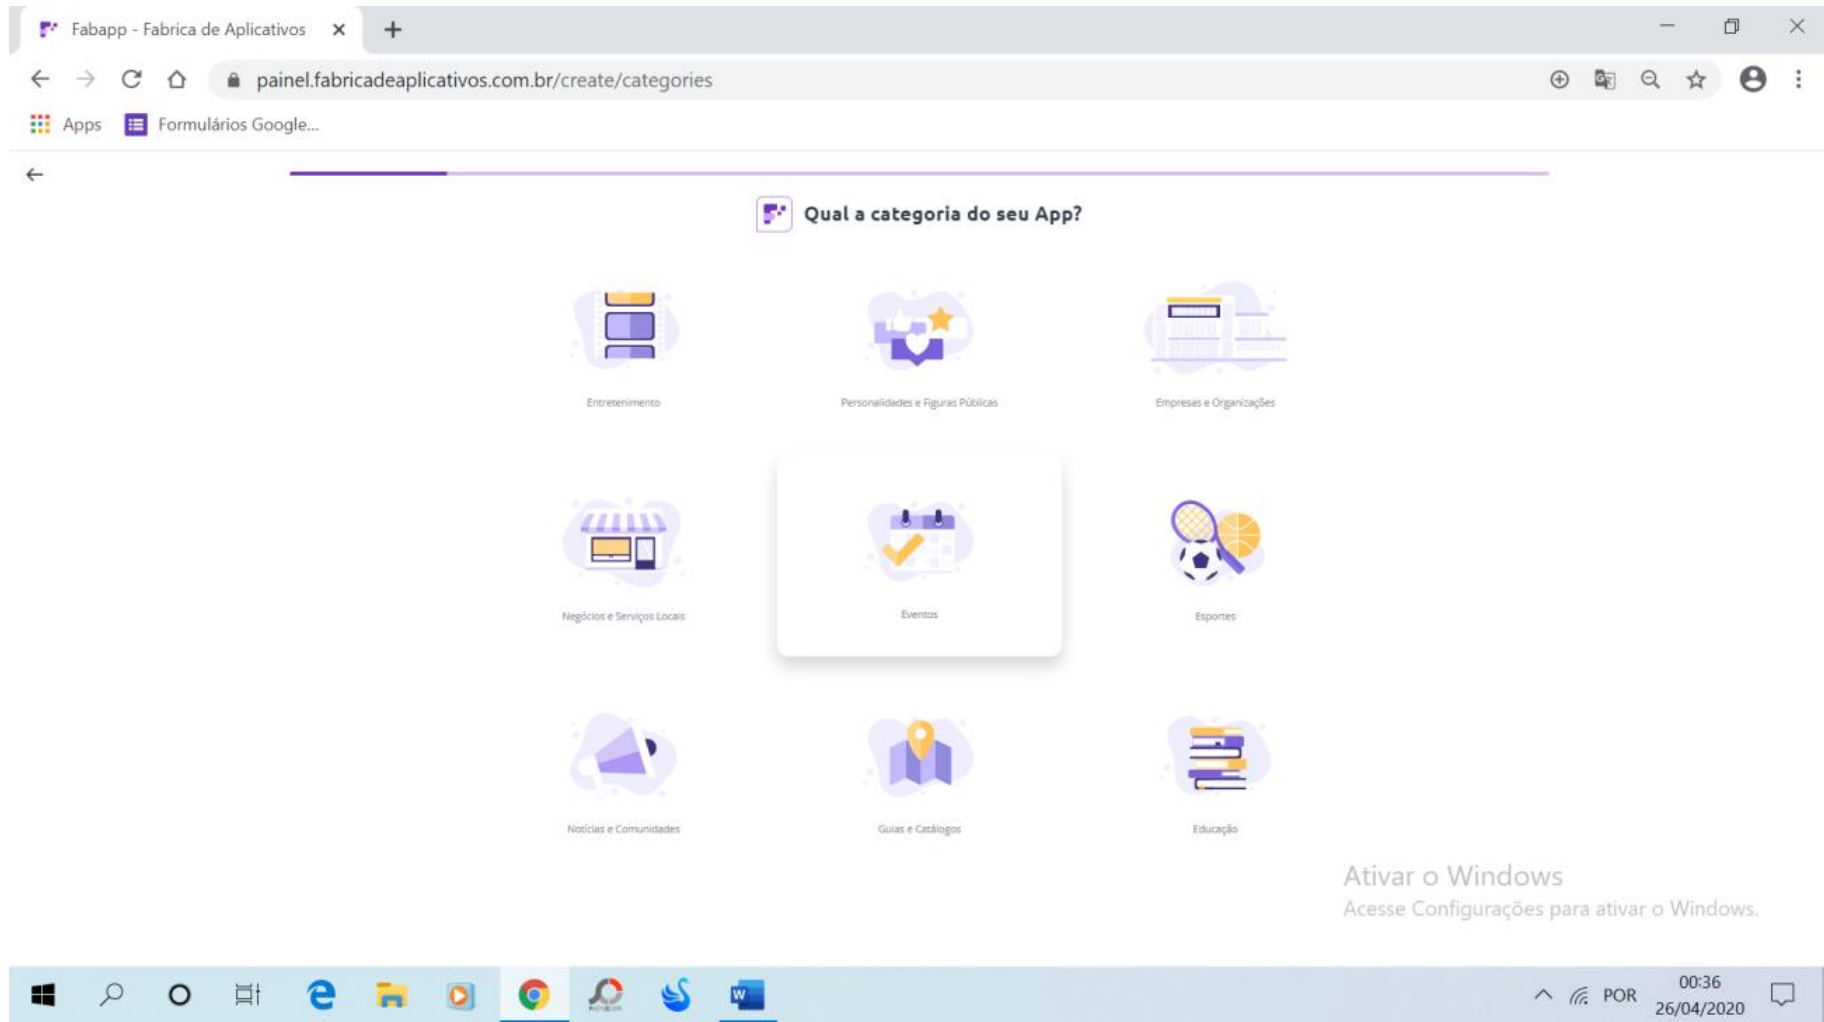 Fabapp - Fabrica de Aplicativos
painel.fabricadeaplicativos.com.br/create/categories
Apps
Formulários Google...
Qual a categoria do seu App?
Entretenimento
Personalidades e Figuras Públicas
Empresas e Organizações
Negócios e Serviços Locais
Eventos
Esportes
Notícias e Comunidades
Guias e Catálogos
Educação
Ativar o Windows
Acesse Configurações para ativar o Windows.
POR
00:36
26/04/2020